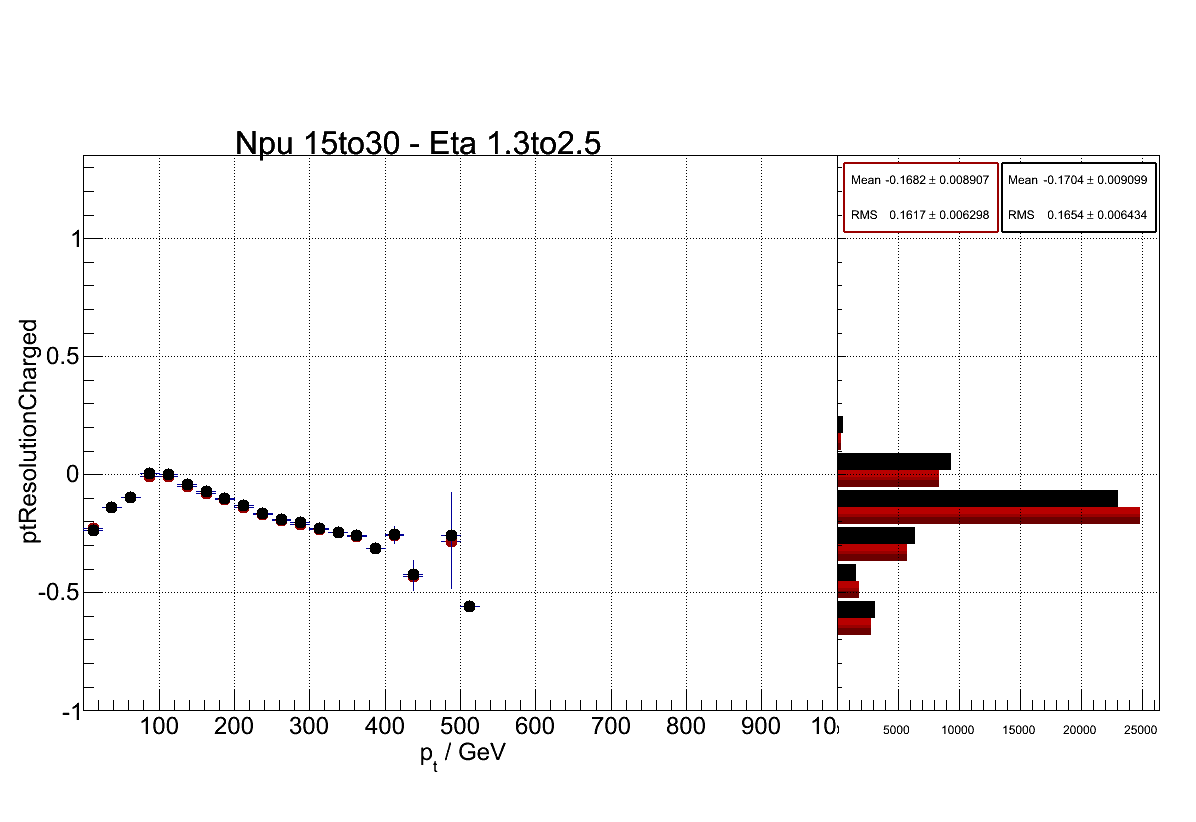 Npu 15to30 - Eta 1.3to2.5
Mean -0.1682 ± 0.008907
RMS 0.1617 ± 0.006298
Mean -0.1704 ± 0.009099
RMS 0.1654 ± 0.006434
ptResolutionCharged
1
0.5
0
-0.5
-1
100 200 300 400 500 600 700 800 900 10
5000 10000 15000 20000 25000
p_t / GeV